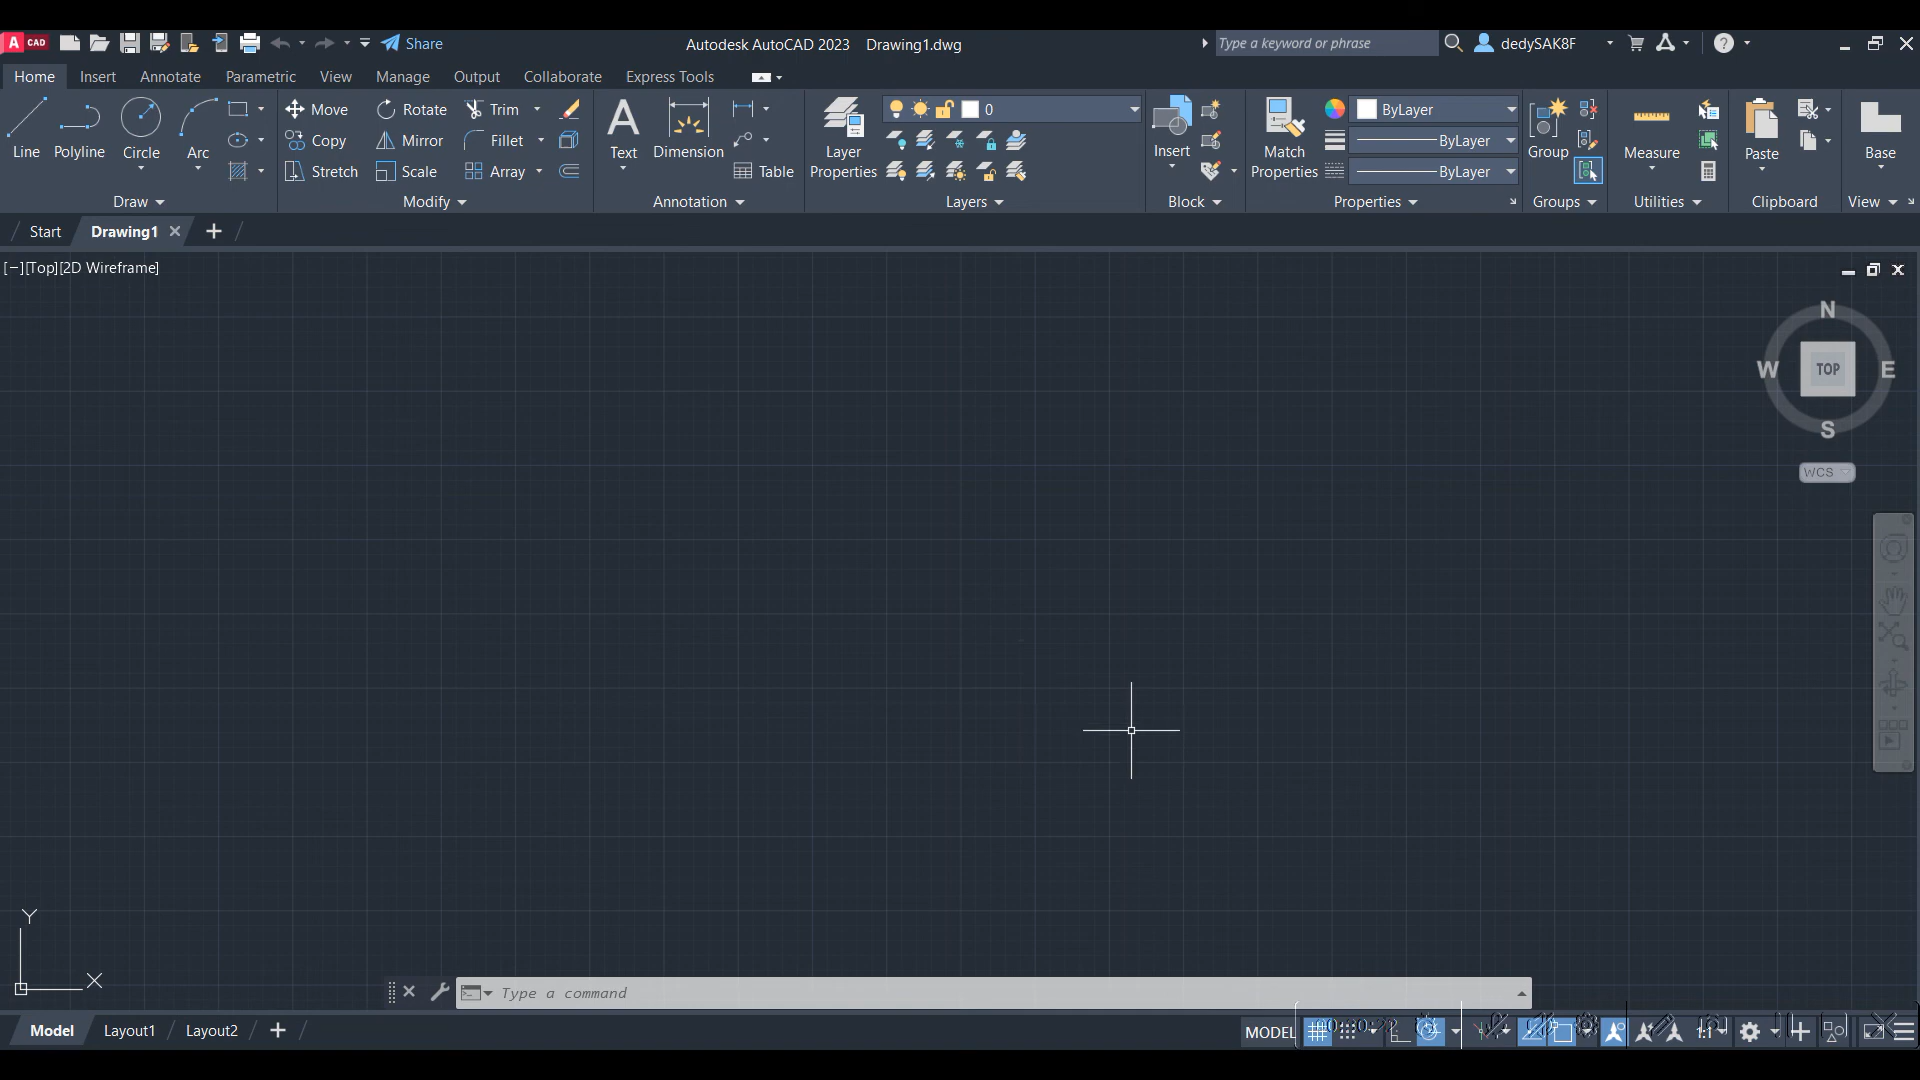 A CAD
Share
Autodesk AutoCAD 2023 Drawing1.dwg
Type a keyword or phrase
dedySAK8F
Home Insert Annotate Parametric View Manage Output Collaborate Express Tools
Line Polyline Circle Arc
Move Rotate Trim
Copy Mirror Fillet
Stretch Scale Array
Text Dimension
Table
Layer Properties
0
Insert
Match Properties
ByLayer
ByLayer
ByLayer
Group
Measure
Paste
Base
Draw Modify Annotation Layers Block Properties Groups Utilities Clipboard View
Start Drawing1
[−][Top][2D Wireframe]
N
W TOP E
S
WCS
Y
X
Type a command
Model Layout1 Layout2
MODEL
1:1